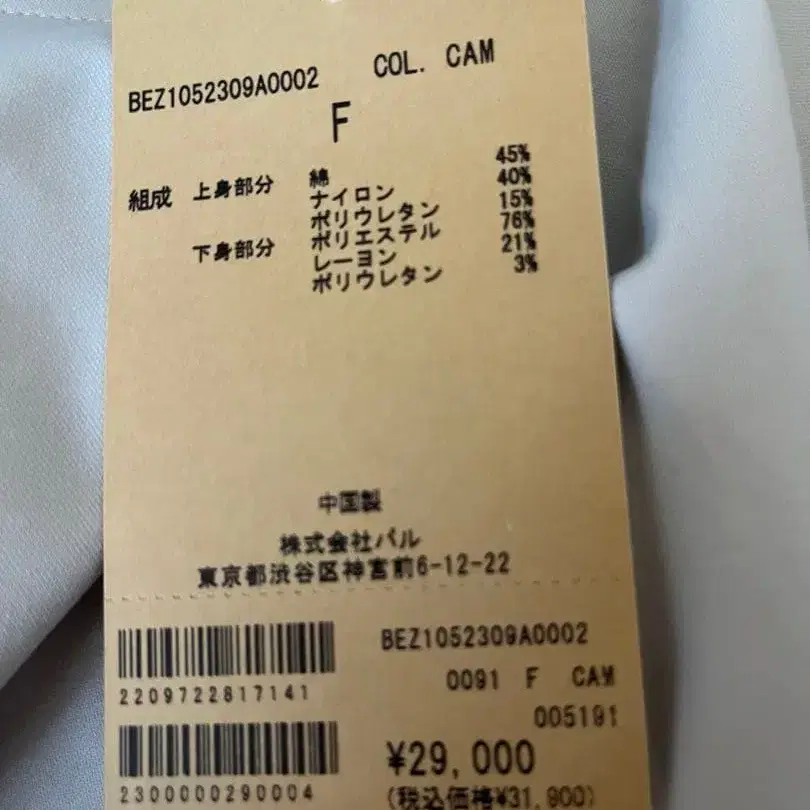 BEZ1052309A0002 COL. CAM
F
組成 上身部分 綿 45%
ナイロン 40%
ポリウレタン 15%
下身部分 ポリエステル 76%
レーヨン 21%
ポリウレタン 3%
中国製
株式会社パル
東京都渋谷区神宮前6-12-22
BEZ1052309A0002
0091 F CAM
2209722817141
005191
¥29,000
2300000290004
(税込価格¥31,900)